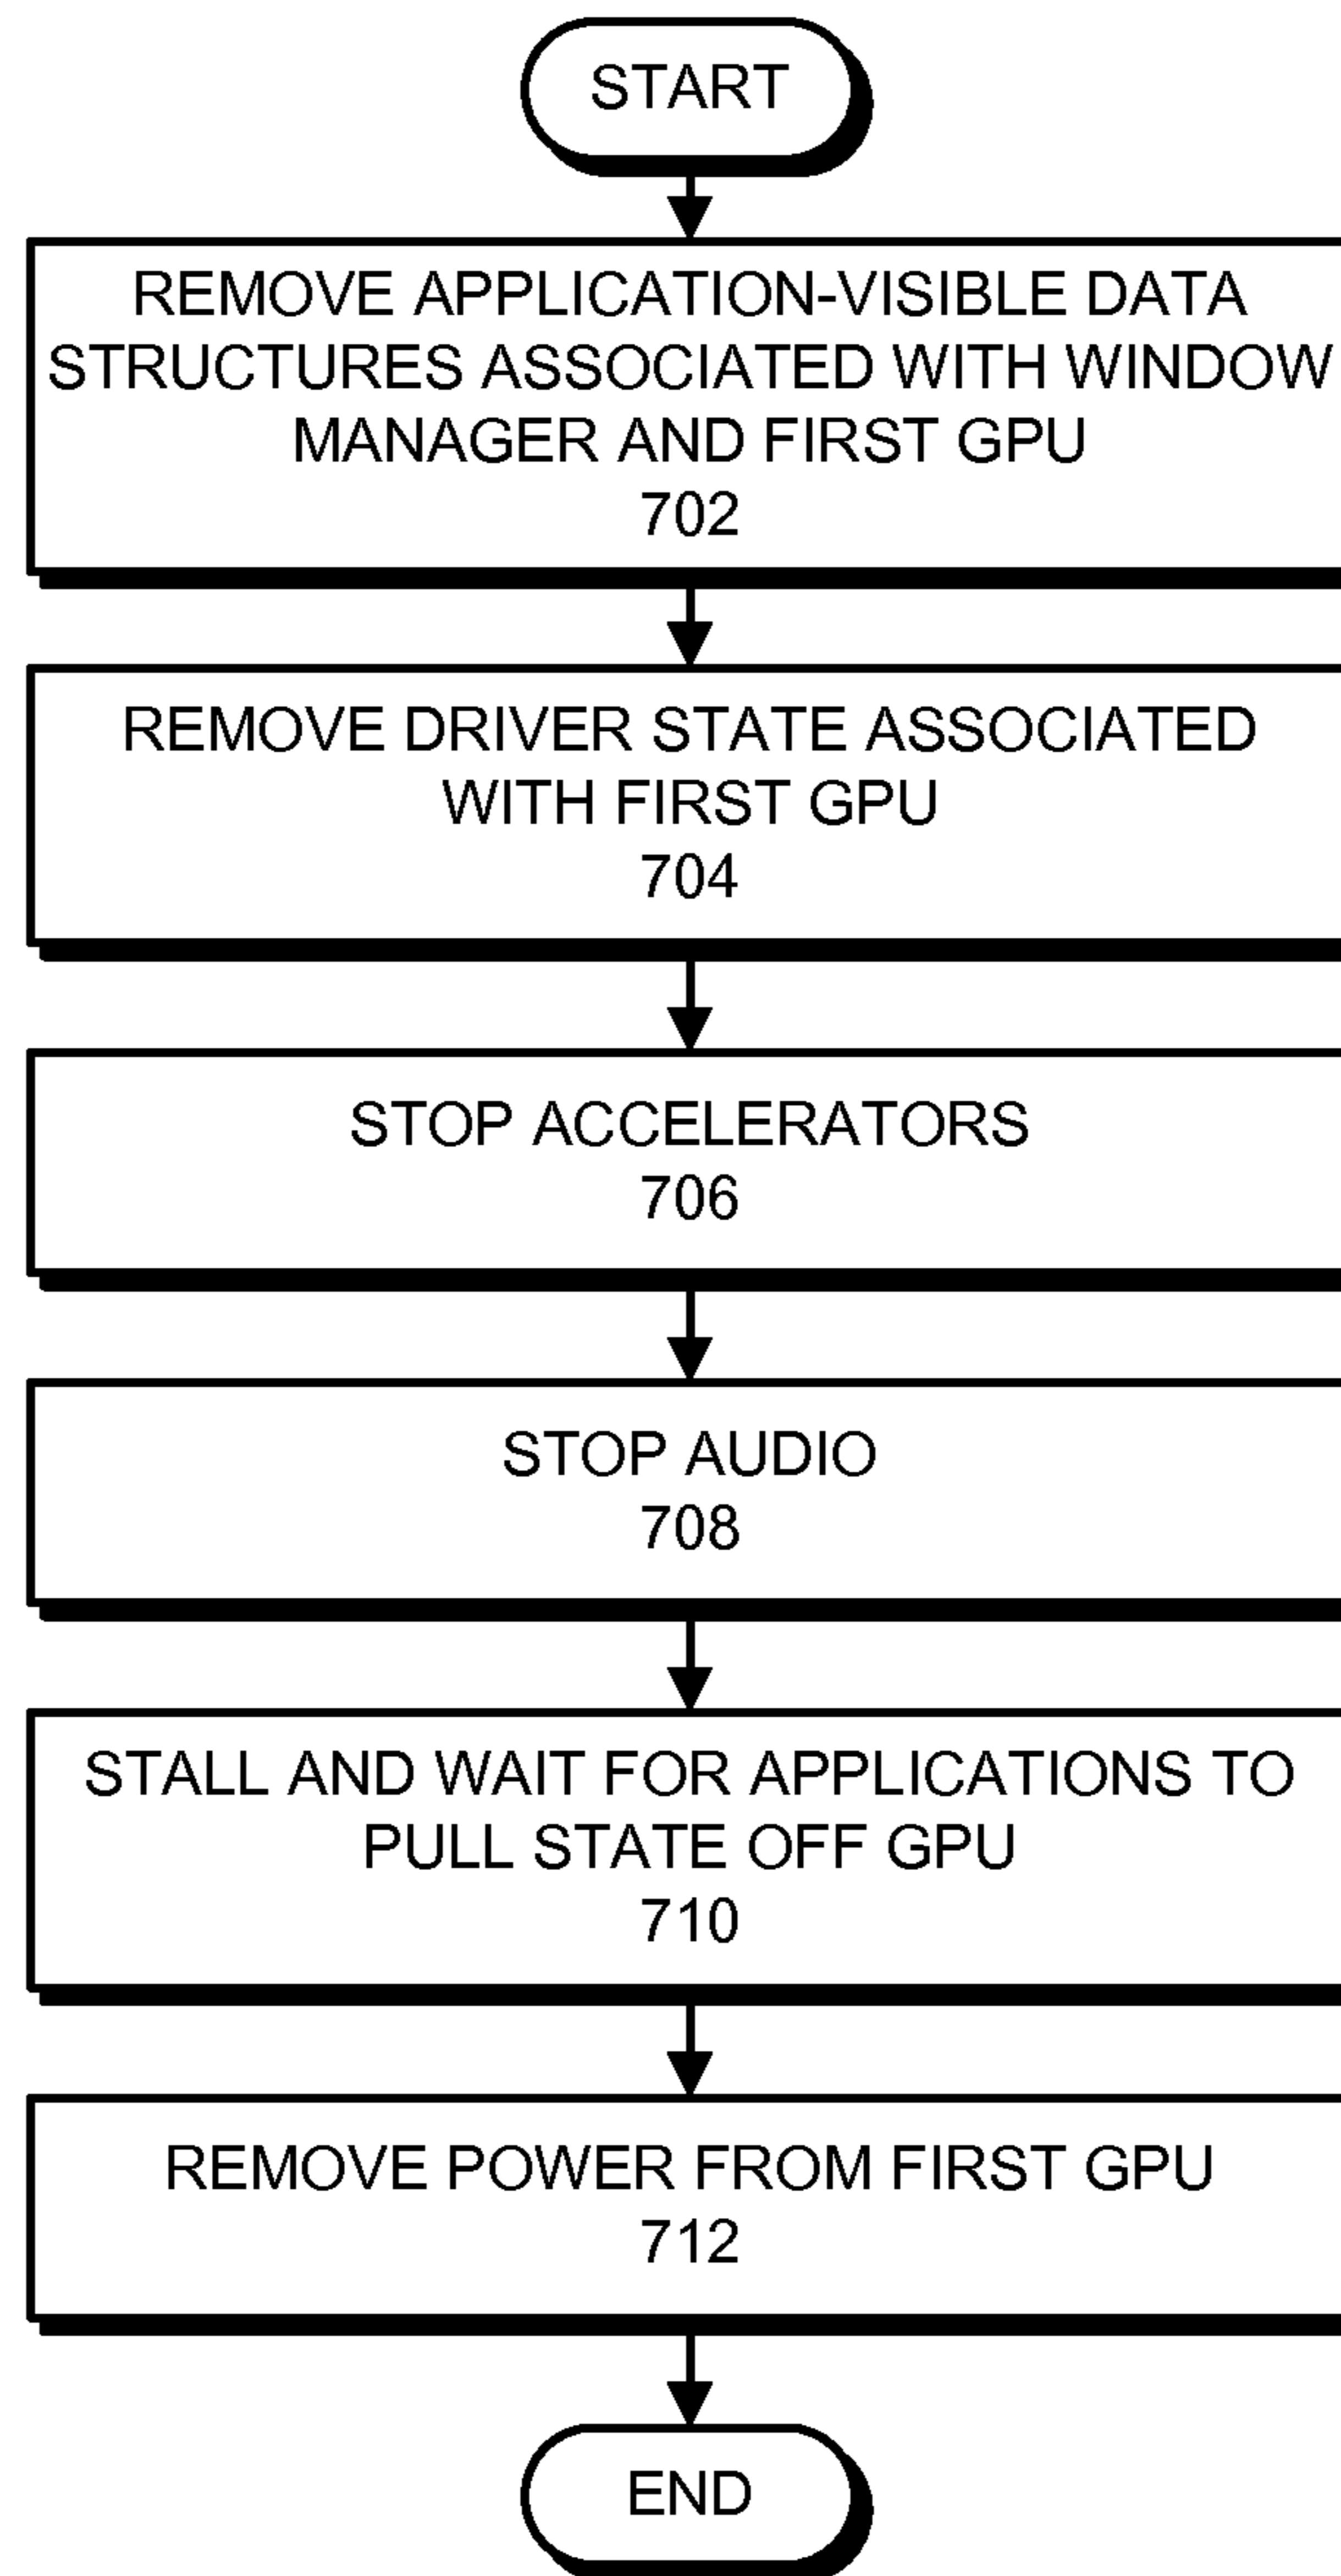 START
REMOVE APPLICATION-VISIBLE DATA
STRUCTURES ASSOCIATED WITH WINDOW
MANAGER AND FIRST GPU
702
REMOVE DRIVER STATE ASSOCIATED
WITH FIRST GPU
704
STOP ACCELERATORS
706
STOP AUDIO
708
STALL AND WAIT FOR APPLICATIONS TO
PULL STATE OFF GPU
710
REMOVE POWER FROM FIRST GPU
712
END